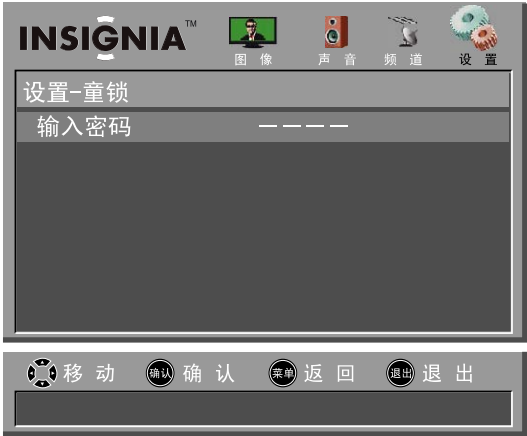 INSIGNIA™
图像 声音 频道 设置
设置-童锁
输入密码 ————
移动 确认 确认 菜单 返回 退出 退出